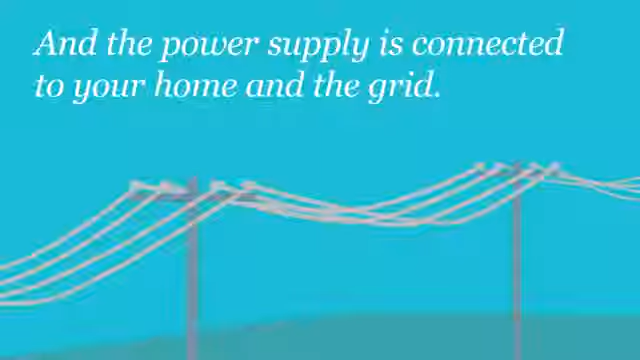 And the power supply is connected
to your home and the grid.